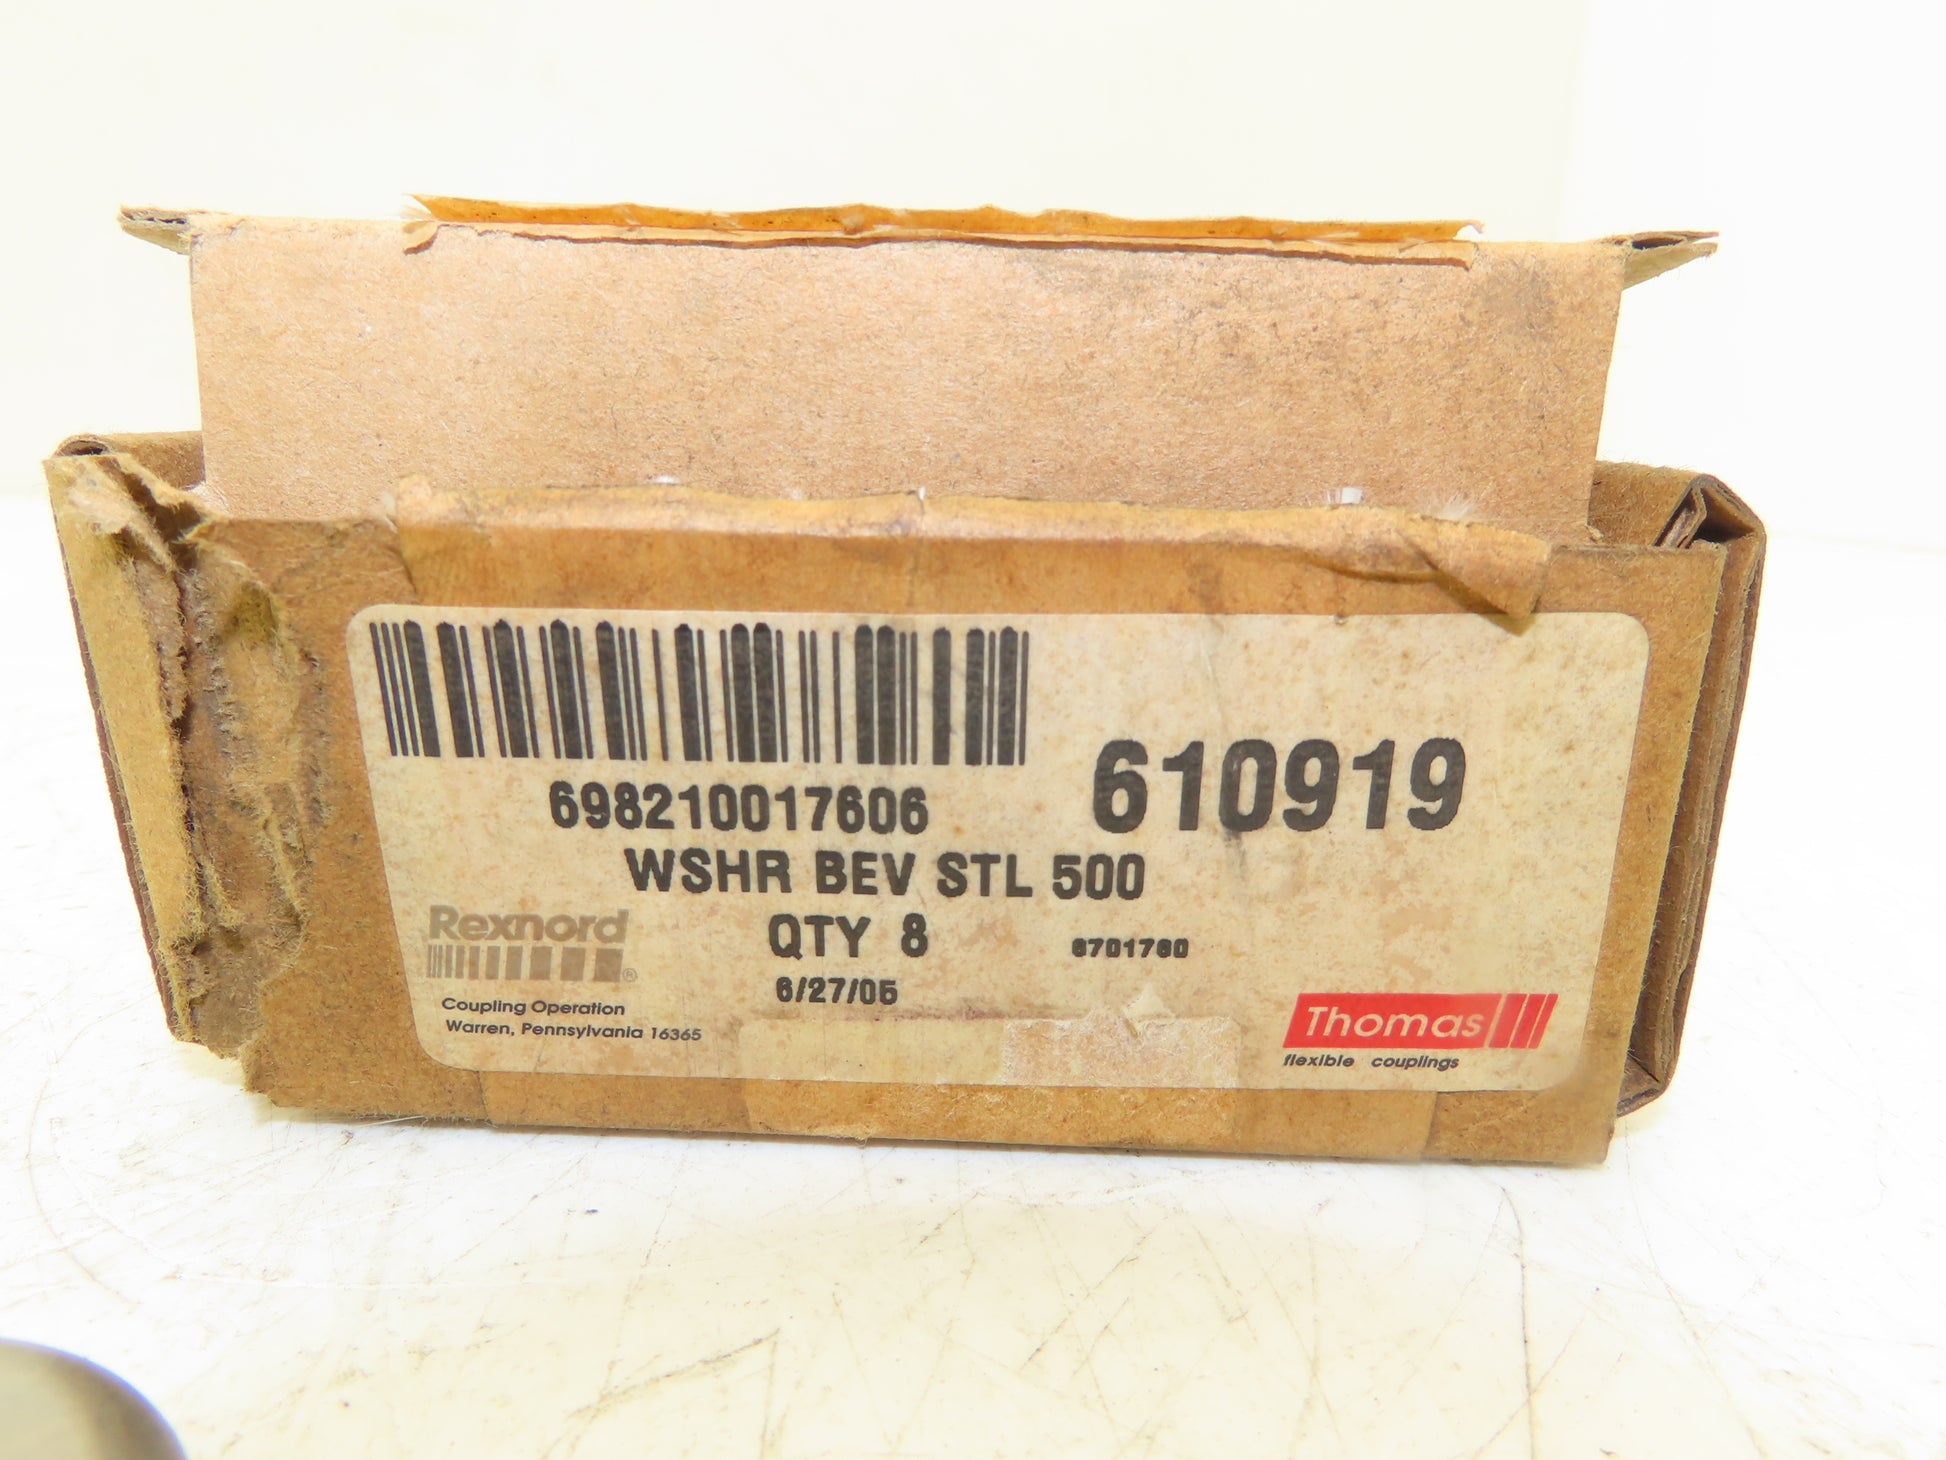 698210017606
610919
WSHR BEV STL 500
QTY 8
6701760
6/27/05
Rexnord
®
Coupling Operation
Warren, Pennsylvania 16365
Thomas
flexible couplings